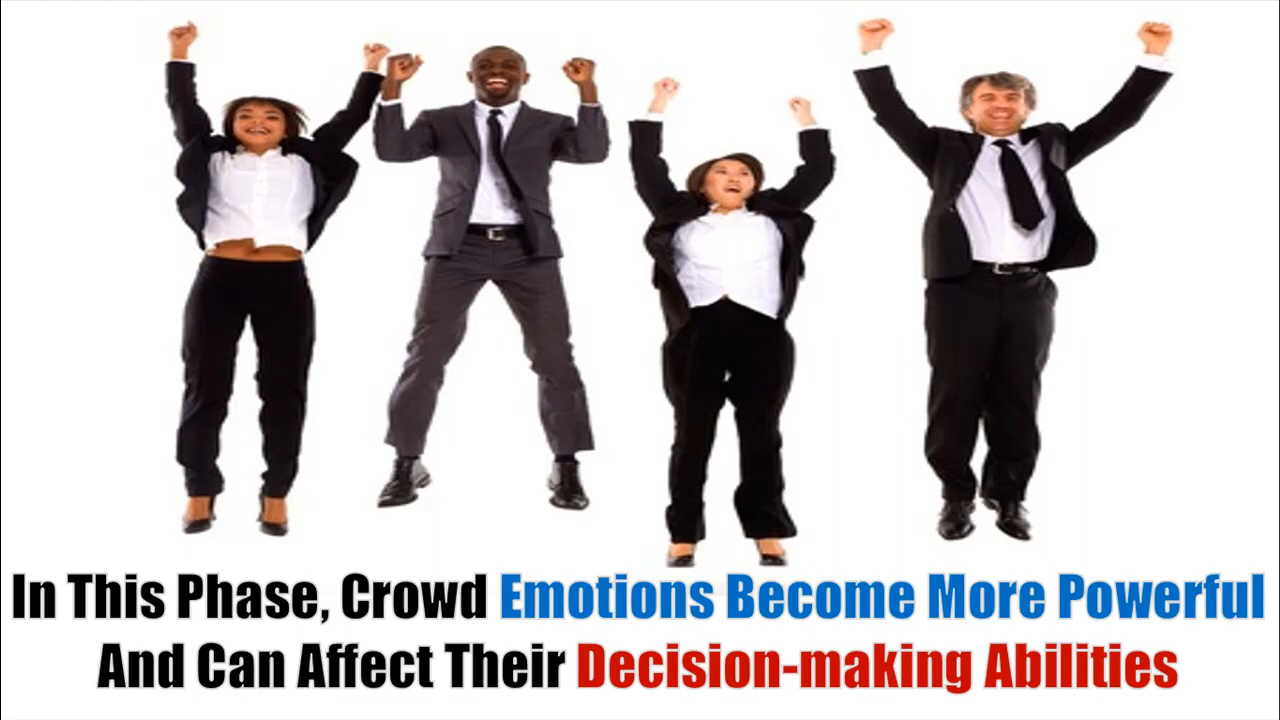 In This Phase, Crowd Emotions Become More Powerful
And Can Affect Their Decision-making Abilities